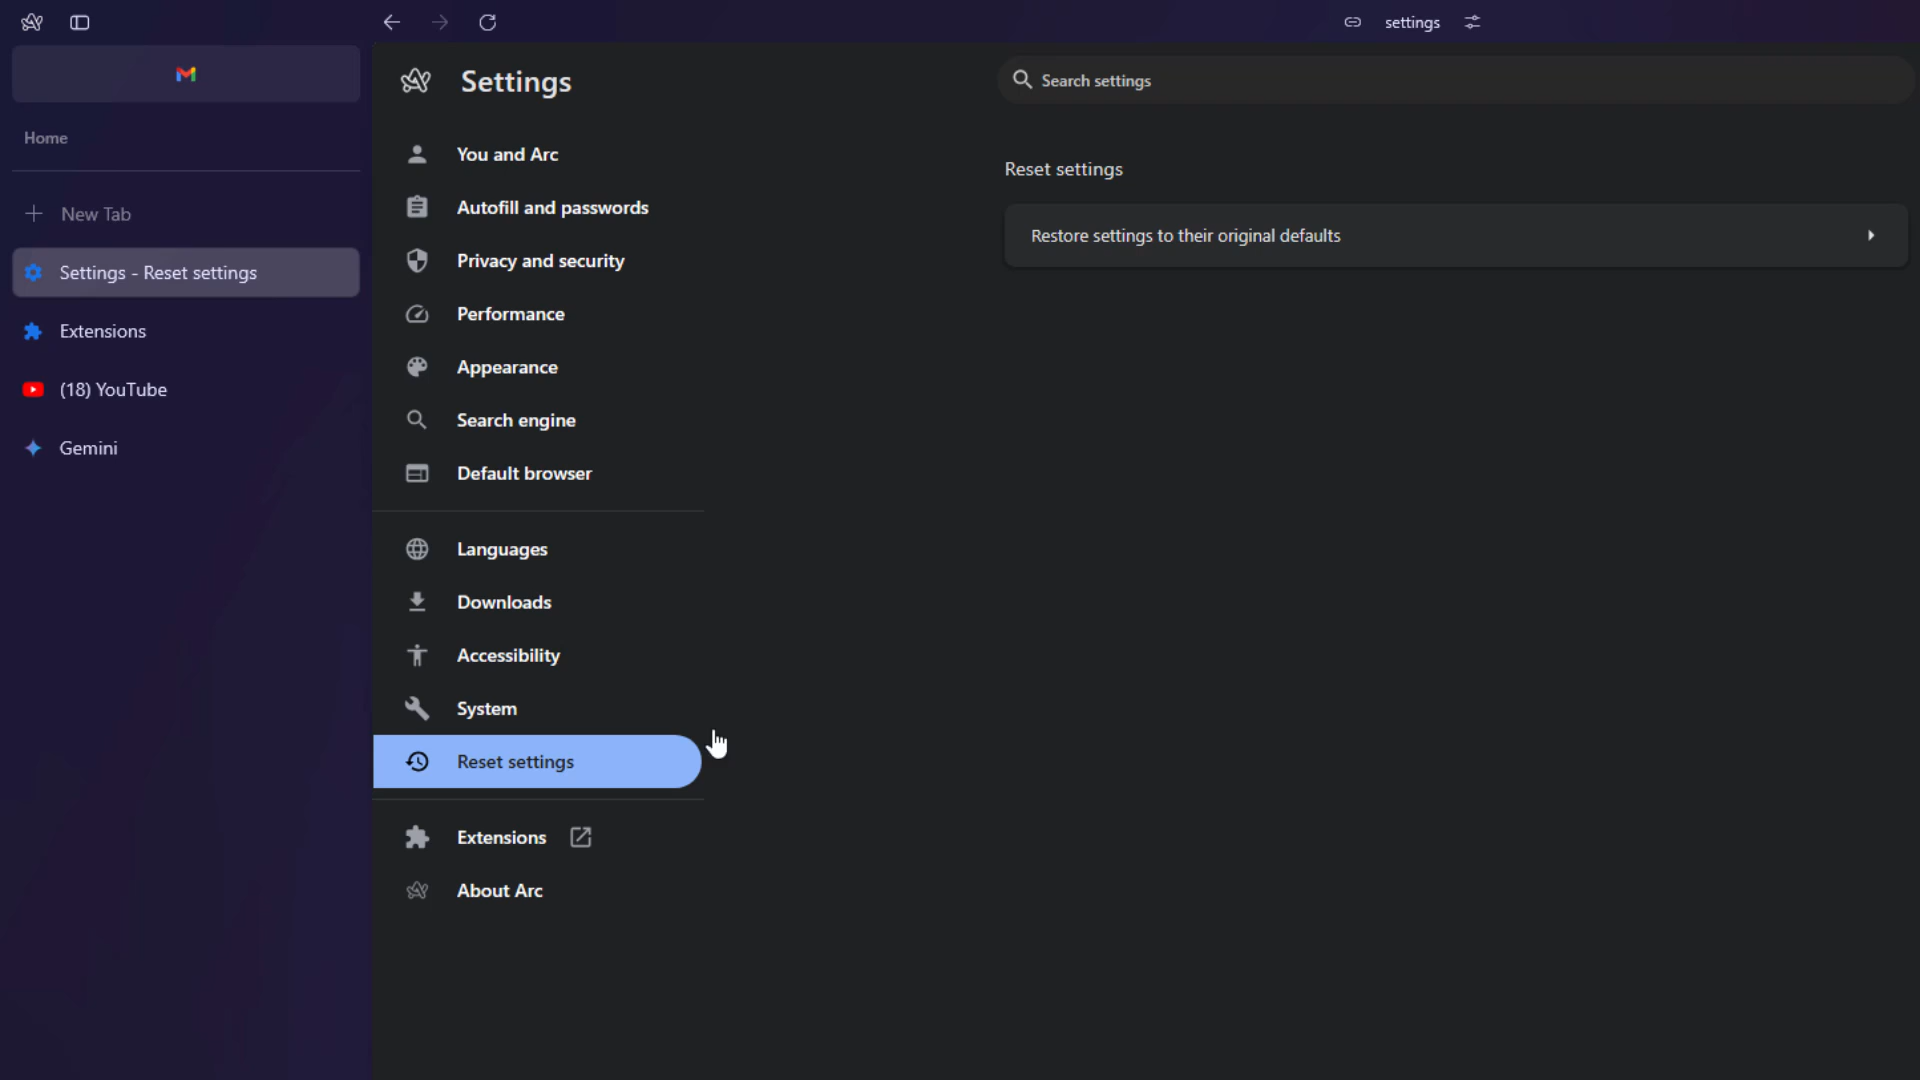 settings
Home
New Tab
Settings - Reset settings
Extensions
(18) YouTube
Gemini
Settings
You and Arc
Autofill and passwords
Privacy and security
Performance
Appearance
Search engine
Default browser
Languages
Downloads
Accessibility
System
Reset settings
Extensions
About Arc
Search settings
Reset settings
Restore settings to their original defaults